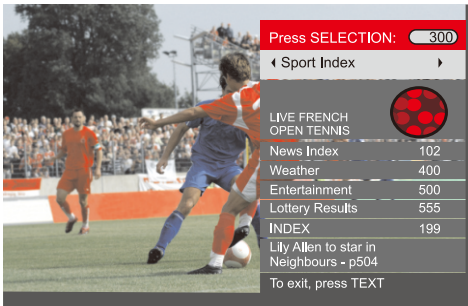 Press SELECTION: 300
Sport Index
LIVE FRENCH
OPEN TENNIS
News Index 102
Weather 400
Entertainment 500
Lottery Results 555
INDEX 199
Lily Allen to star in
Neighbours - p504
To exit, press TEXT